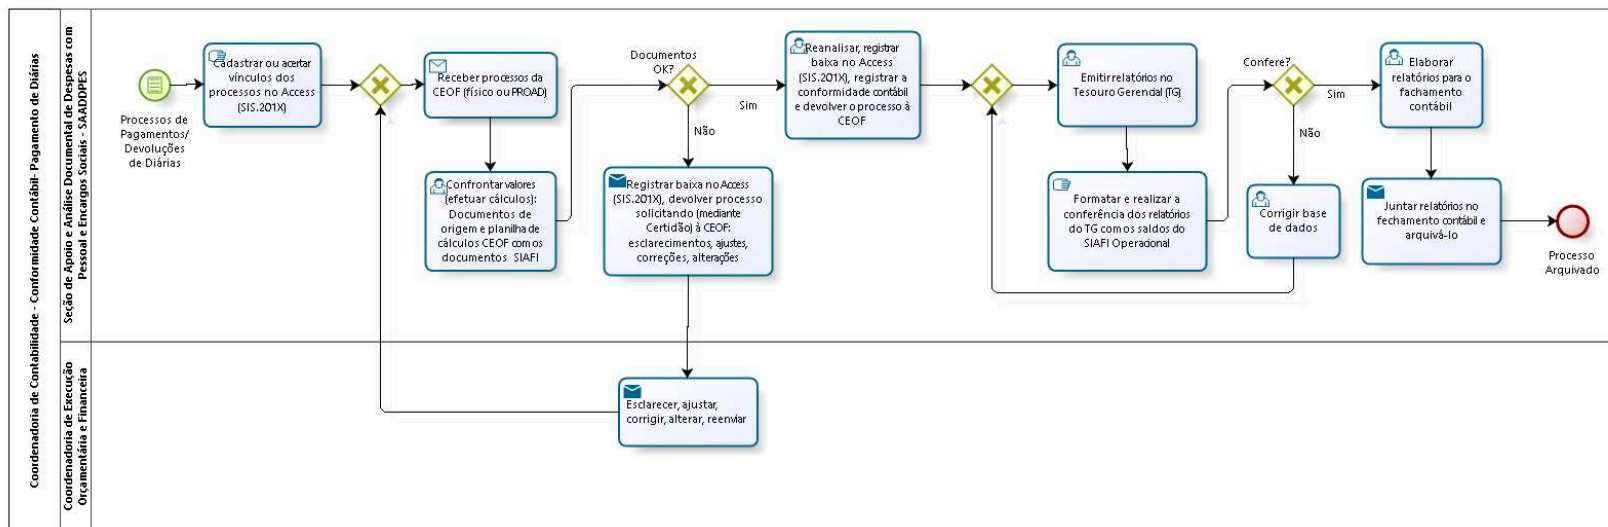 Coordenadoria de Contabilidade - Conformidade Contábil- Pagamento de Diárias
Seção de Apoio e Análise Documental de Despesas com
Pessoal e Encargos Sociais - SAADDPES
Processos de
Pagamentos/
Devoluções
de Diárias
Cadastrar ou acertar
vínculos dos
processos no Access
(SIS.201X)
Receber processos da
CEOF (físico ou PROAD)
Confrontar valores
(efetuar cálculos):
Documentos de
origem e planilha de
cálculos CEOF com os
documentos SIAFI
Documentos
OK?
Sim
Não
Registrar baixa no Access
(SIS.201X), devolver processo
solicitando (mediante
Certidão) à CEOF:
esclarecimentos, ajustes,
correções, alterações
Reanalisar, registrar
baixa no Access
(SIS.201X), registrar a
conformidade contábil
e devolver o processo à
CEOF
Emitir relatórios no
Tesouro Gerencial (TG)
Formatar e realizar a
conferência dos relatórios
do TG com os saldos do
SIAFI Operacional
Confere?
Sim
Não
Corrigir base
de dados
Elaborar
relatórios para o
fachamento
contábil
Juntar relatórios no
fechamento contábil e
arquivá-lo
Processo
Arquivado
Coordenadoria de Execução
Orçamentária e Financeira
Esclarecer, ajustar,
corrigir, alterar, reenviar